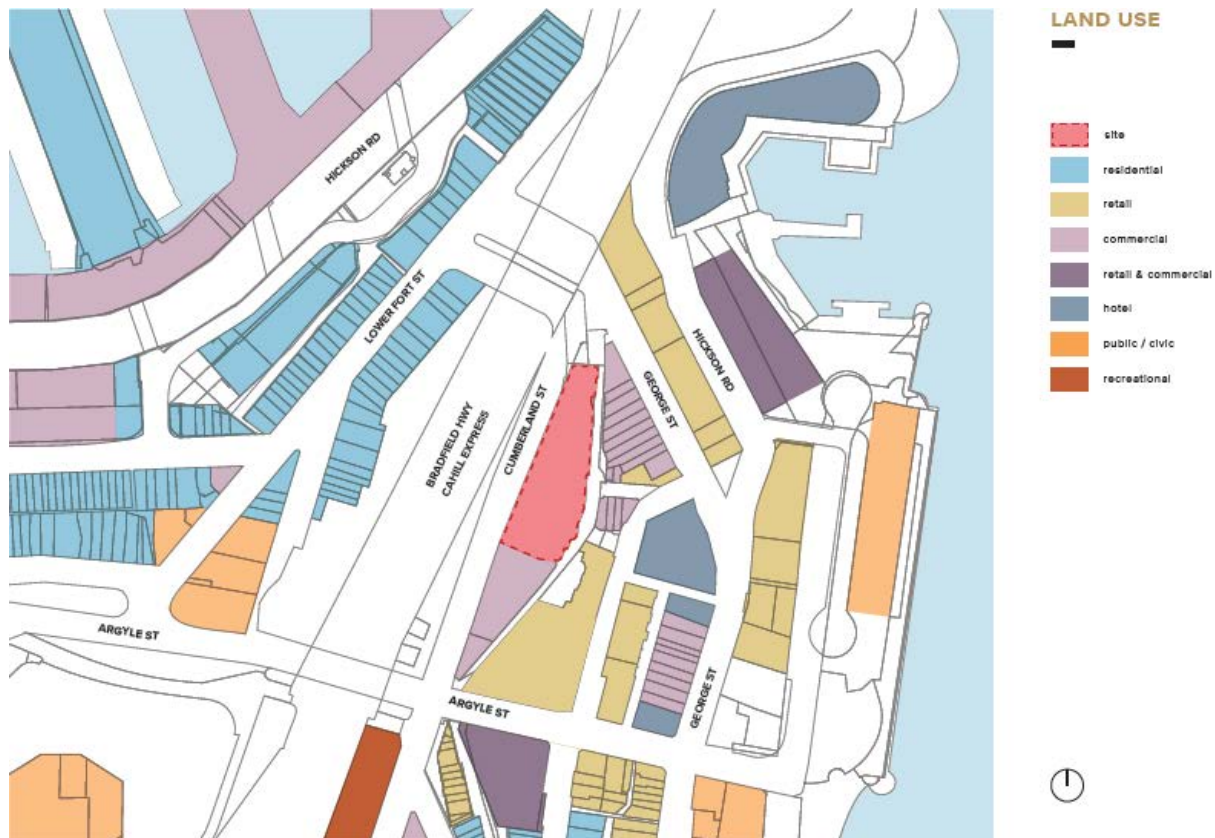 LAND USE
site
residential
retail
commercial
retail & commercial
hotel
public / civic
recreational
HICKSON RD
LOWER FORT ST
BRADFIELD HWY
CAHILL EXPRESS
CUMBERLAND ST
GEORGE ST
HICKSON RD
ARGYLE ST
ARGYLE ST
GEORGE ST